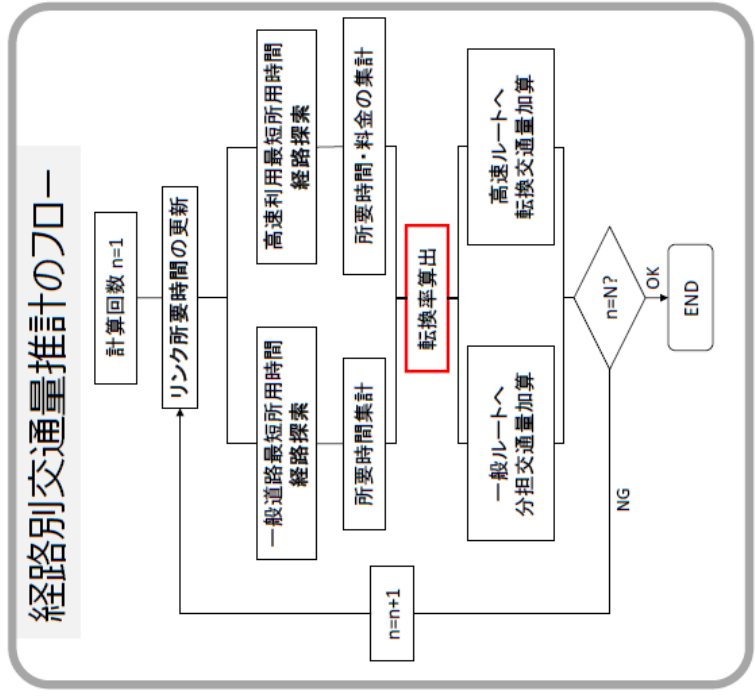 経路別交通量推計のフロー
計算回数 n=1
リンク所要時間の更新
一般道路最短所用時間
経路探索
高速利用最短所用時間
経路探索
所要時間集計
所要時間・料金の集計
転換率算出
一般ルートへ
分担交通量加算
高速ルートへ
転換交通量加算
n=N?
NG
OK
n=n+1
END